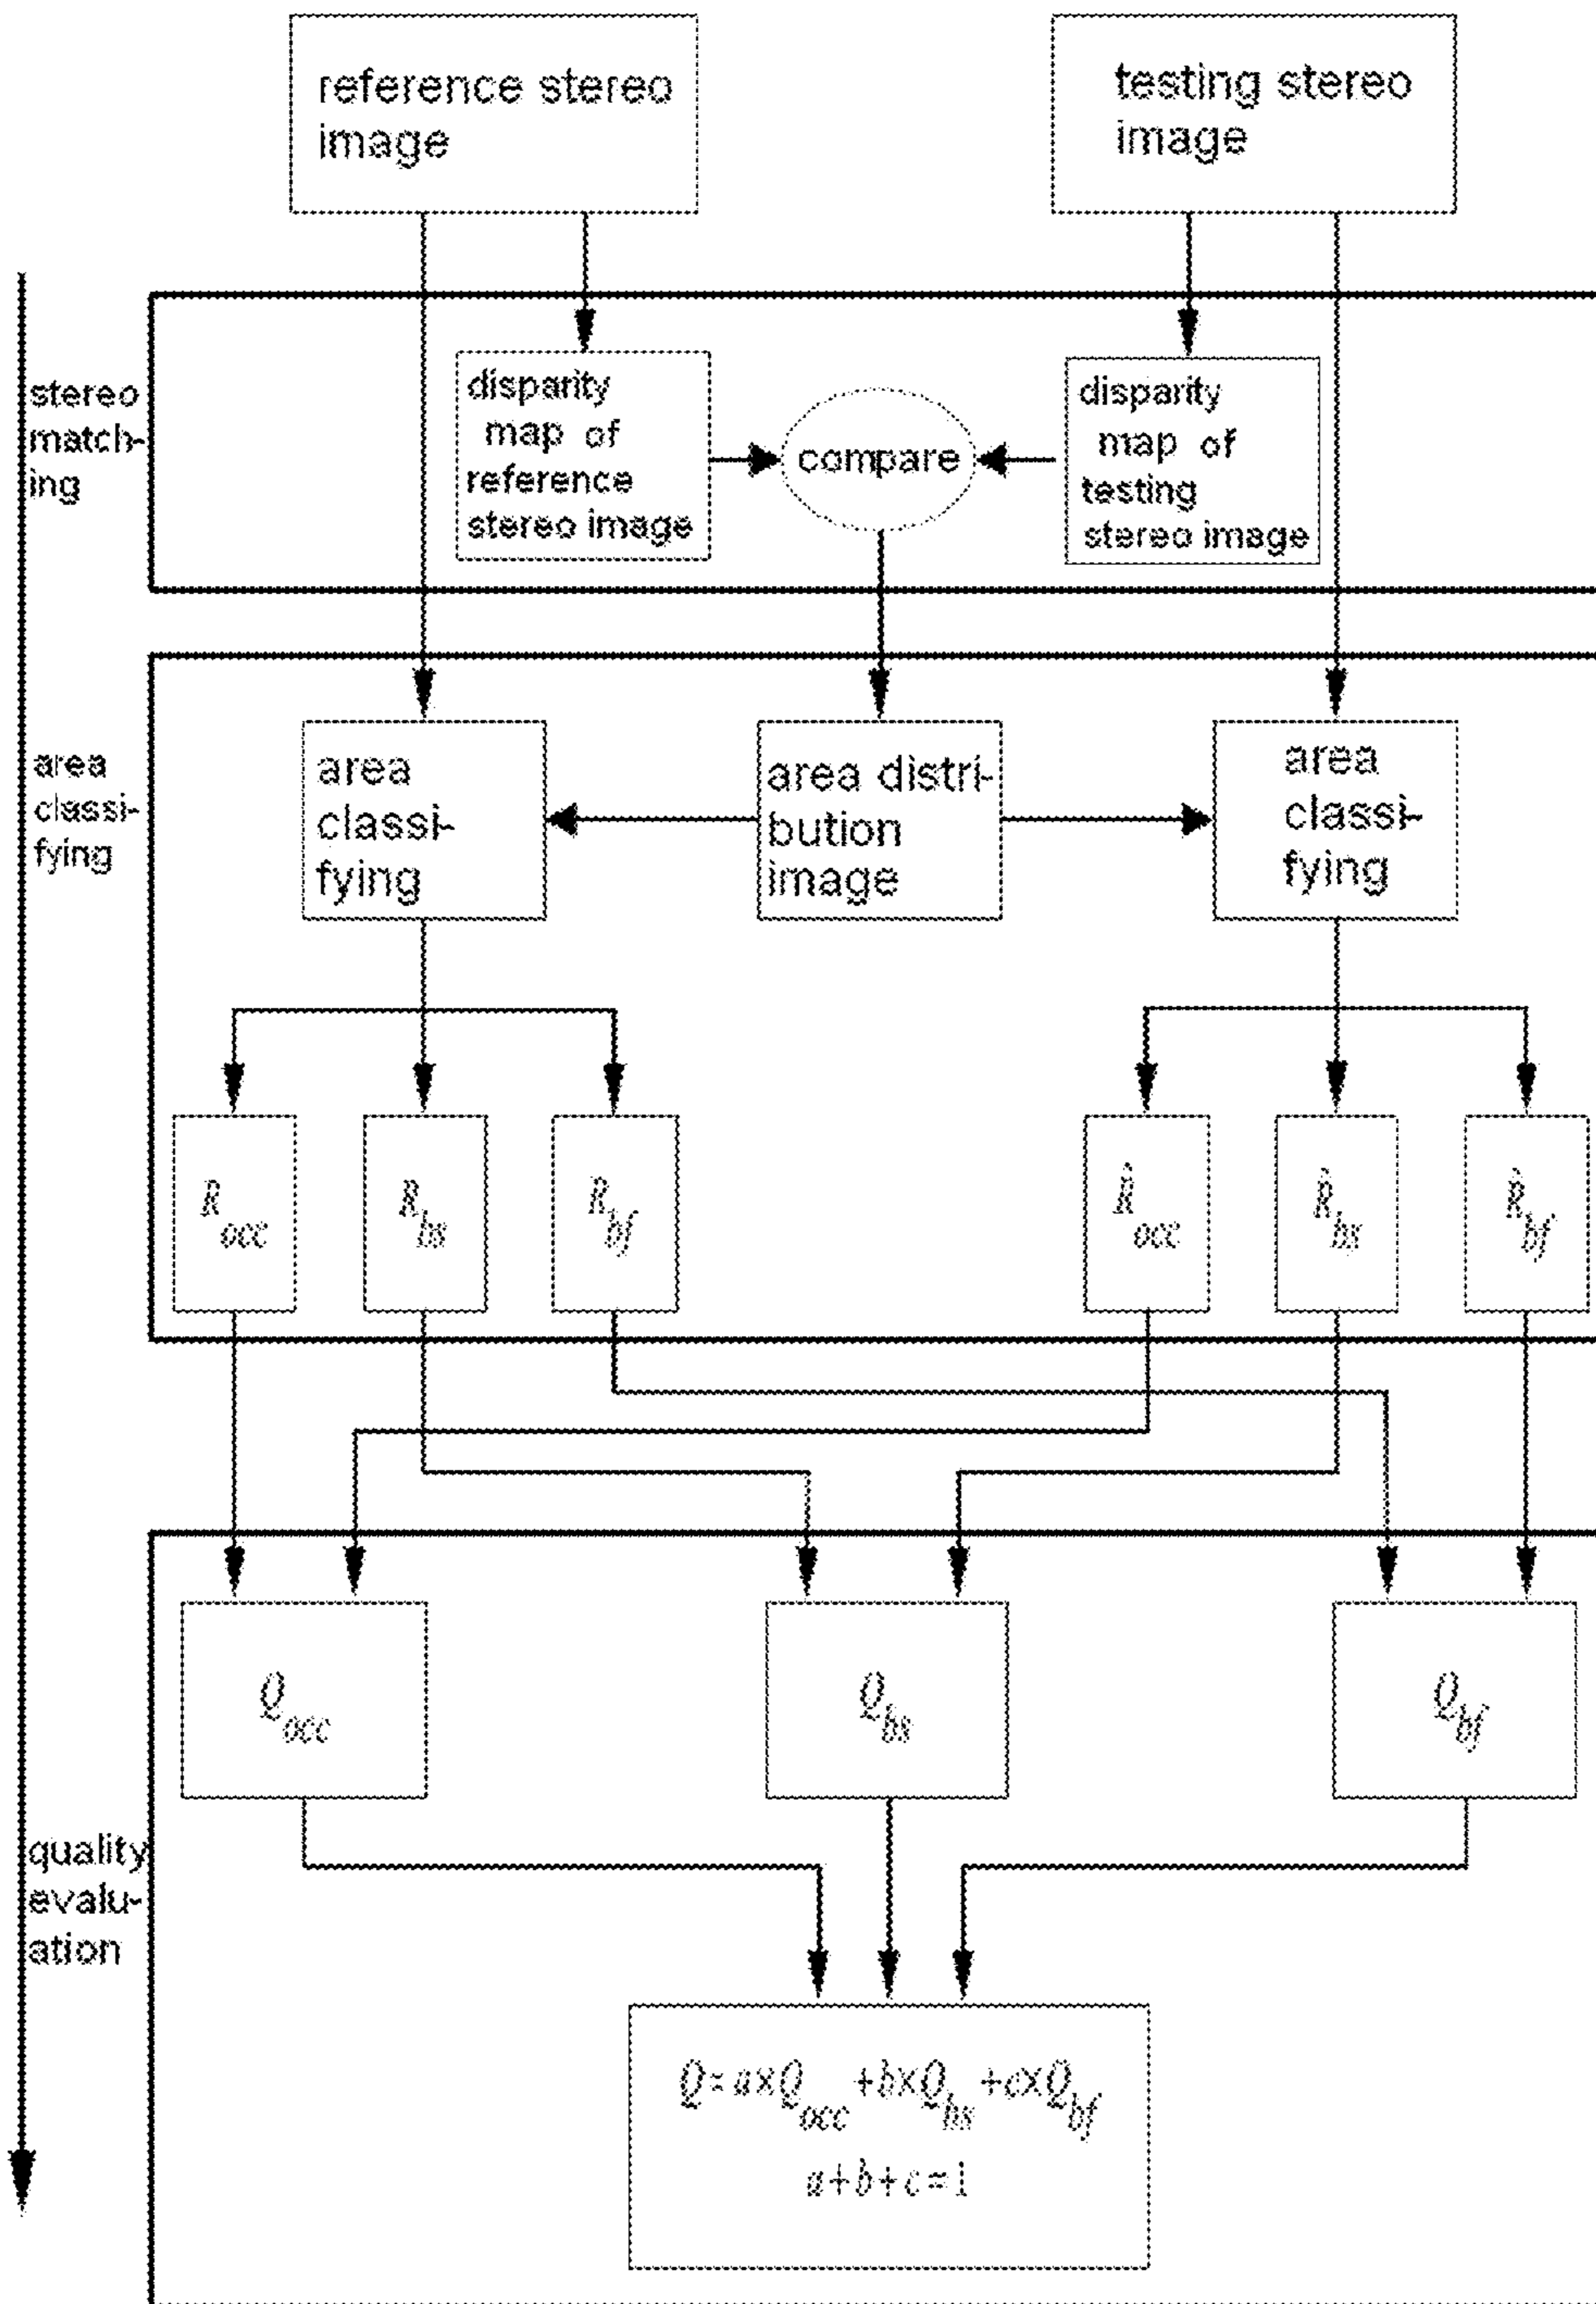 reference stereo
image
testing stereo
image
stereo
match-
ing
disparity
map of
reference
stereo image
compare
disparity
map of
testing
stereo image
area
classi-
fying
area
classi-
fying
area distri-
bution
image
area
classi-
fying
R_occ
R_bs
R_bf
R̂_occ
R̂_bs
R̂_bf
Q_occ
Q_bs
Q_bf
quality
evalu-
ation
Q=a×Q_occ+b×Q_bs+c×Q_bf
a+b+c=1